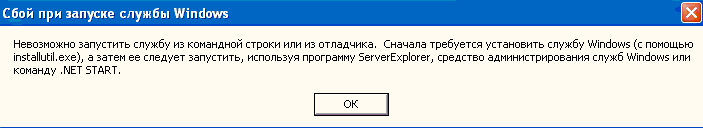 Сбой при запуске службы Windows
Невозможно запустить службу из командной строки или из отладчика.  Сначала требуется установить службу Windows (с помощью
installutil.exe), а затем ее следует запустить, используя программу ServerExplorer, средство администрирования служб Windows или
команду .NET START.
OK